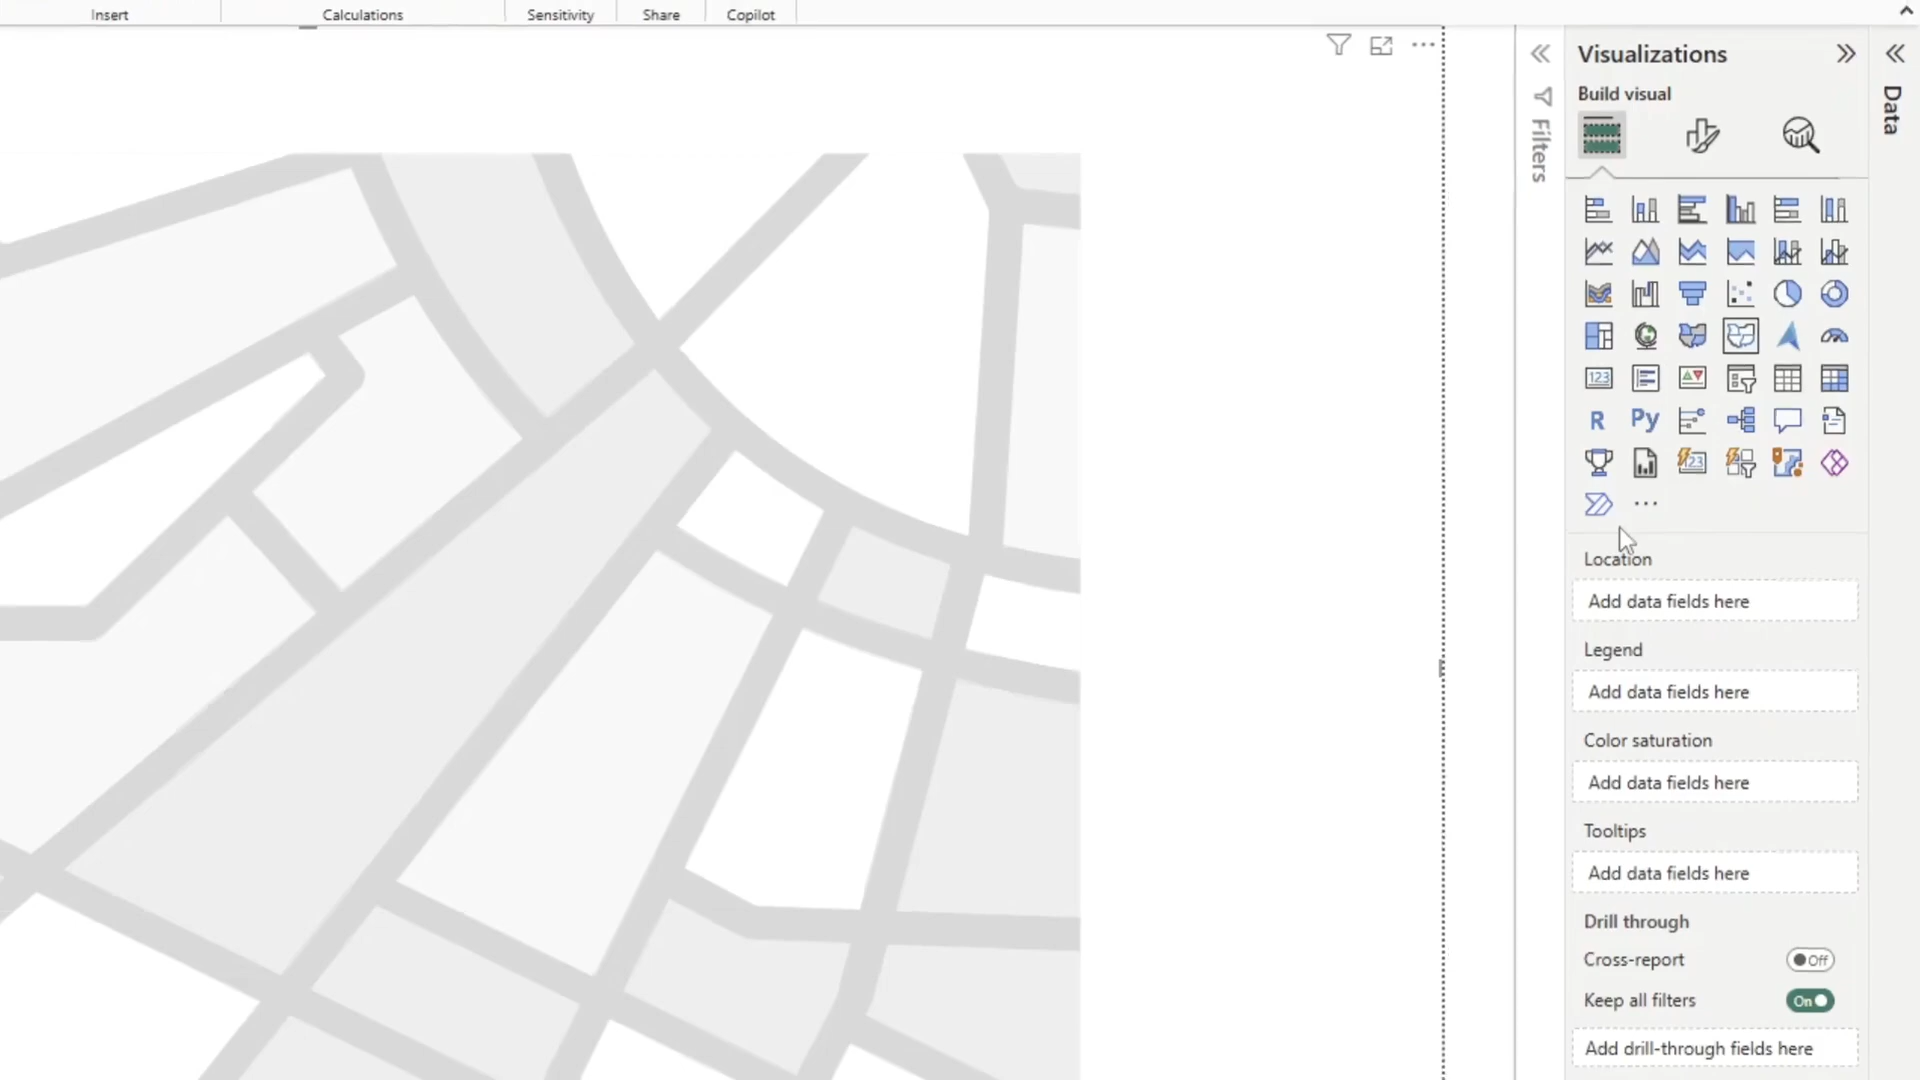 Insert
Calculations
Sensitivity
Share
Copilot
Filters
Visualizations
Data
Build visual
123
R
Py
123
Location
Add data fields here
Legend
Add data fields here
Color saturation
Add data fields here
Tooltips
Add data fields here
Drill through
Cross-report
Off
Keep all filters
On
Add drill-through fields here